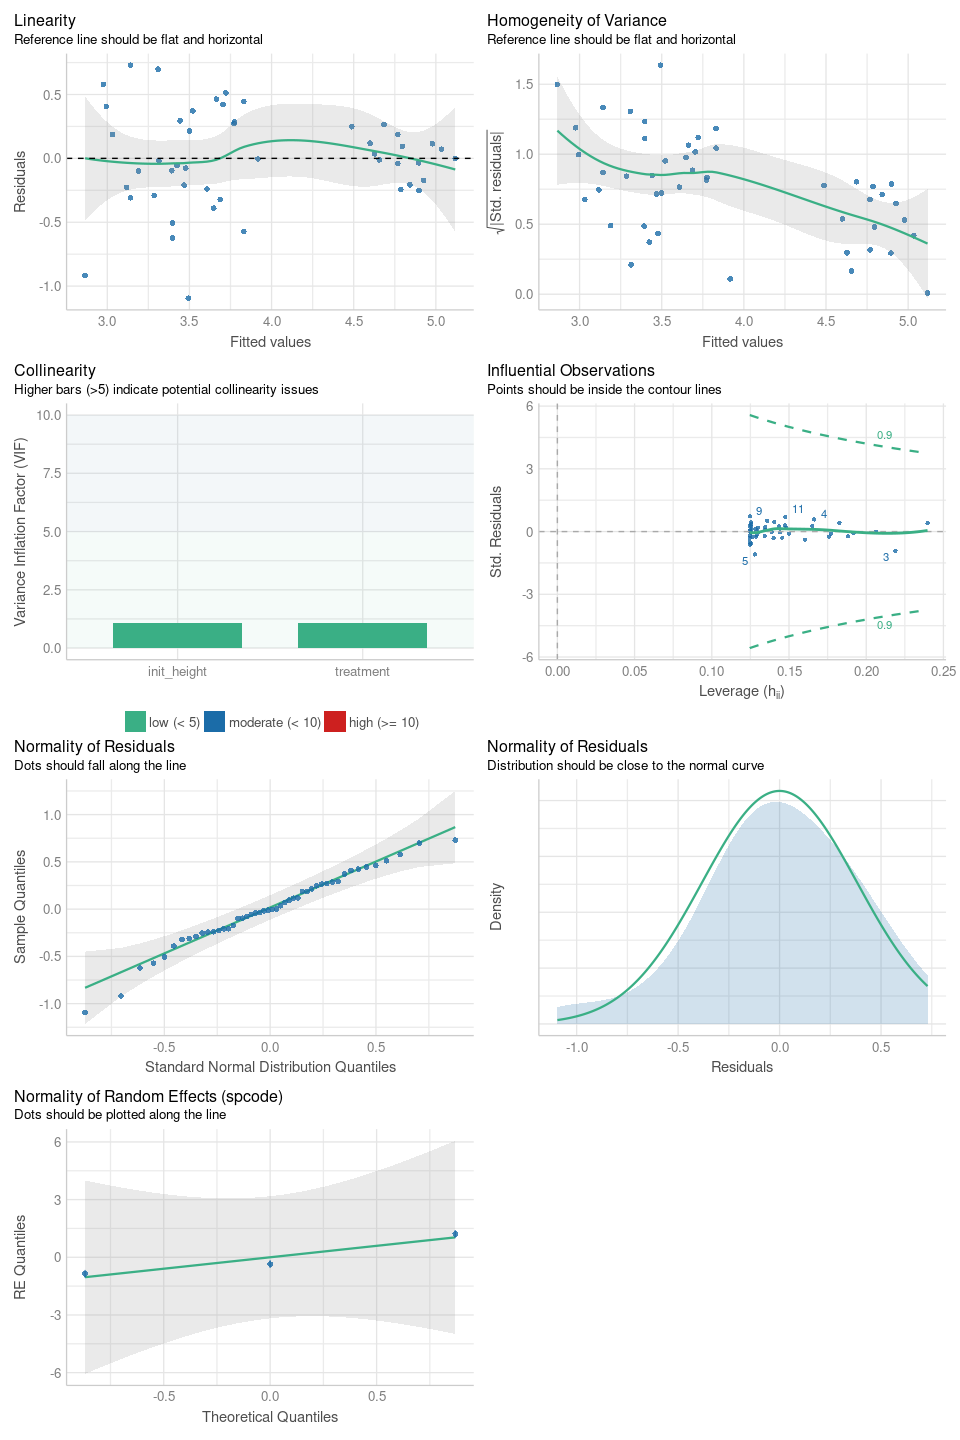 Linearity
Reference line should be flat and horizontal
0.5
0.0
-0.5
-1.0
Residuals
3.0 3.5 4.0 4.5 5.0
Fitted values
Homogeneity of Variance
Reference line should be flat and horizontal
1.5
1.0
0.5
0.0
√|Std. residuals|
3.0 3.5 4.0 4.5 5.0
Fitted values
Collinearity
Higher bars (>5) indicate potential collinearity issues
10.0
7.5
5.0
2.5
0.0
Variance Inflation Factor (VIF)
init_height treatment
low (< 5) moderate (< 10) high (>= 10)
Influential Observations
Points should be inside the contour lines
6
3
0
-3
-6
Std. Residuals
0.9
9 11 4
5 3
0.9
0.00 0.05 0.10 0.15 0.20 0.25
Leverage (hii)
Normality of Residuals
Dots should fall along the line
1.0
0.5
0.0
-0.5
-1.0
Sample Quantiles
-0.5 0.0 0.5
Standard Normal Distribution Quantiles
Normality of Residuals
Distribution should be close to the normal curve
Density
-1.0 -0.5 0.0 0.5
Residuals
Normality of Random Effects (spcode)
Dots should be plotted along the line
6
3
0
-3
-6
RE Quantiles
-0.5 0.0 0.5
Theoretical Quantiles